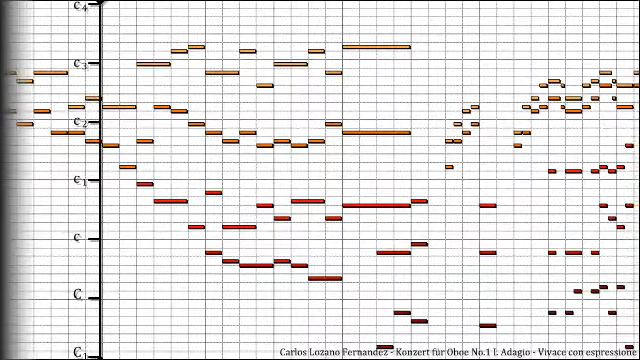 C4
C3
C2
C1
C
C
C1
Carlos Lozano Fernandez - Konzert für Oboe No.1 I. Adagio - Vivace con espressione